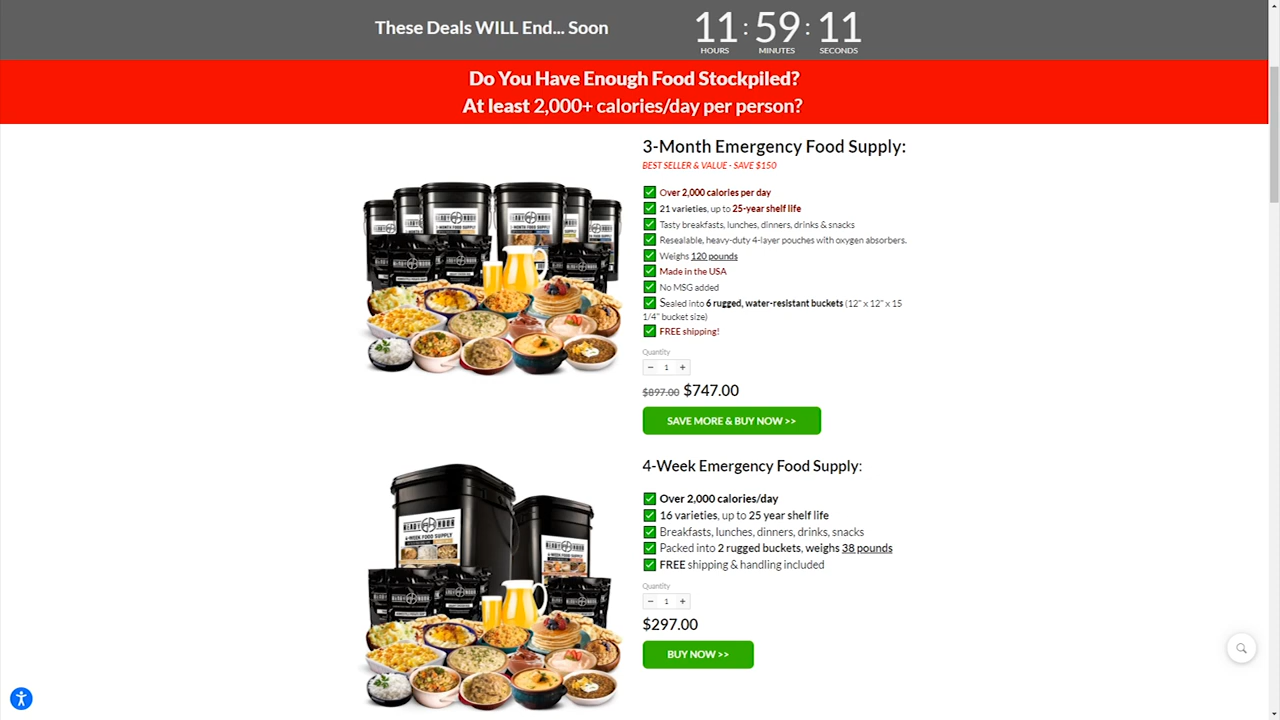 These Deals WILL End... Soon
11 : 59 : 11
HOURS MINUTES SECONDS
Do You Have Enough Food Stockpiled?
At least 2,000+ calories/day per person?
3-Month Emergency Food Supply:
BEST SELLER & VALUE - SAVE $150
Over 2,000 calories per day
21 varieties, up to 25-year shelf life
Tasty breakfasts, lunches, dinners, drinks & snacks
Resealable, heavy-duty 4-layer pouches with oxygen absorbers.
Weighs 120 pounds
Made in the USA
No MSG added
Sealed into 6 rugged, water-resistant buckets (12" x 12" x 15
1/4" bucket size)
FREE shipping!
Quantity
− 1 +
$897.00 $747.00
SAVE MORE & BUY NOW >>
4-Week Emergency Food Supply:
Over 2,000 calories/day
16 varieties, up to 25 year shelf life
Breakfasts, lunches, dinners, drinks, snacks
Packed into 2 rugged buckets, weighs 38 pounds
FREE shipping & handling included
Quantity
− 1 +
$297.00
BUY NOW >>
READY HOUR
4-WEEK FOOD SUPPLY